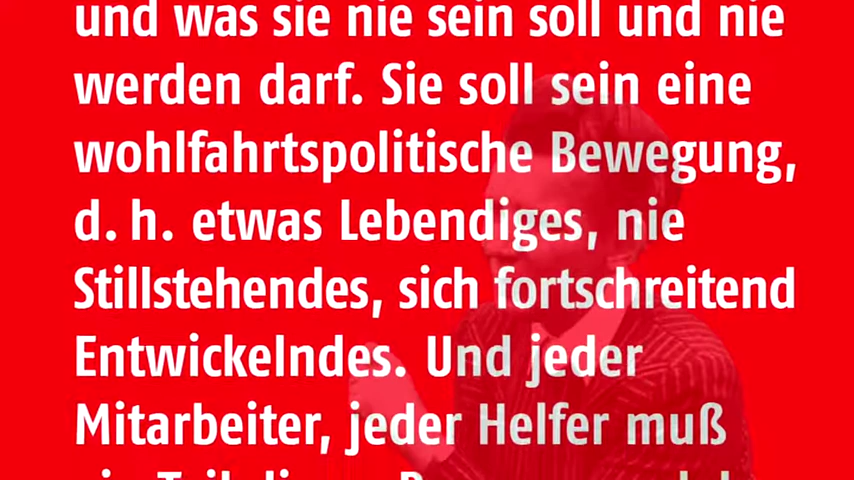 und was sie nie sein soll und nie
werden darf. Sie soll sein eine
wohlfahrtspolitische Bewegung,
d. h. etwas Lebendiges, nie
Stillstehendes, sich fortschreitend
Entwickelndes. Und jeder
Mitarbeiter, jeder Helfer muß